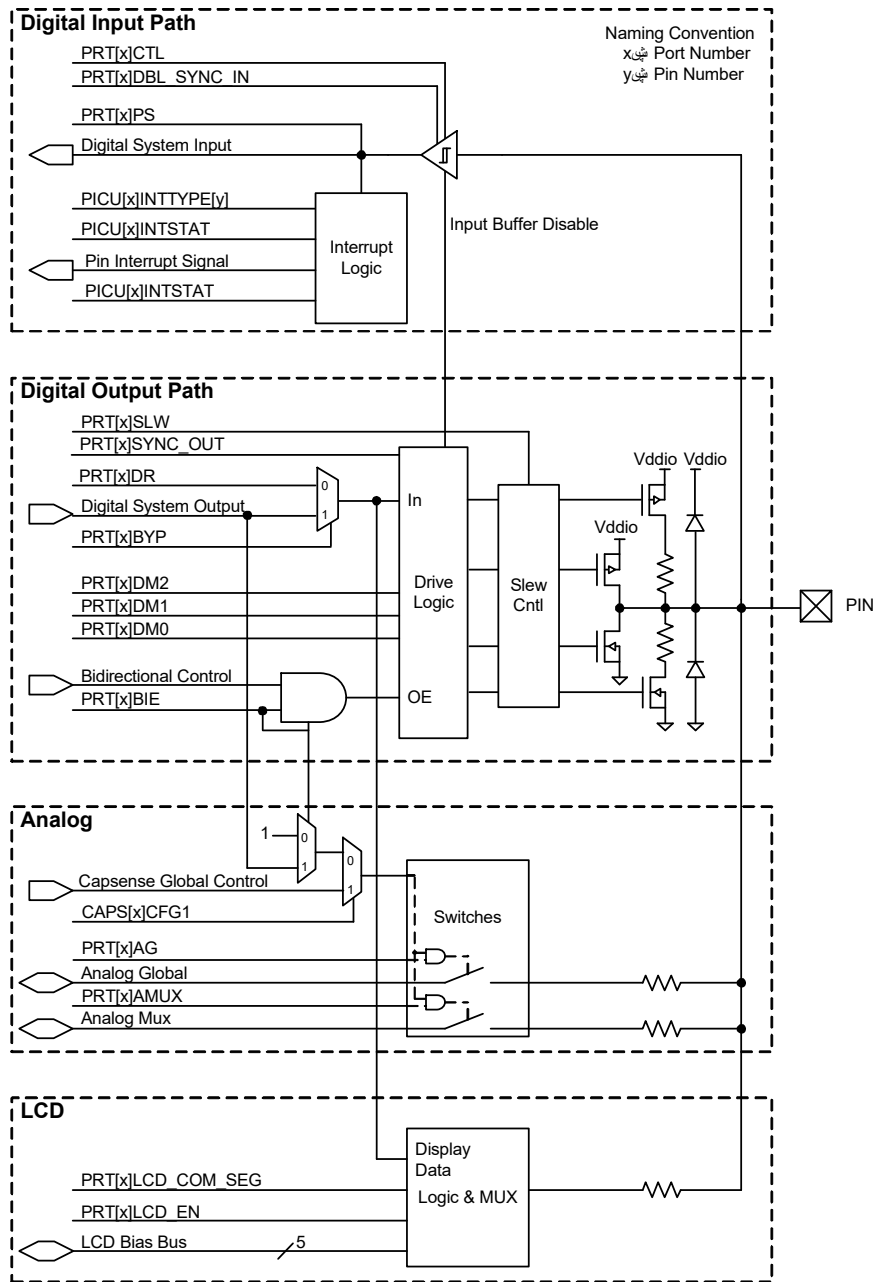 Digital Input Path
Naming Convention
x Port Number
y Pin Number
PRT[x]CTL
PRT[x]DBL_SYNC_IN
PRT[x]PS
Digital System Input
PICU[x]INTTYPE[y]
PICU[x]INTSTAT
Pin Interrupt Signal
PICU[x]INTSTAT
Interrupt
Logic
Input Buffer Disable
Digital Output Path
PRT[x]SLW
PRT[x]SYNC_OUT
PRT[x]DR
Digital System Output
PRT[x]BYP
0
1
In
Vddio Vddio
Vddio
PRT[x]DM2
PRT[x]DM1
PRT[x]DM0
Drive
Logic
Slew
Cntl
PIN
Bidirectional Control
PRT[x]BIE
OE
Analog
1
0
1
0
1
Capsense Global Control
CAPS[x]CFG1
Switches
PRT[x]AG
Analog Global
PRT[x]AMUX
Analog Mux
LCD
Display
Data
Logic & MUX
PRT[x]LCD_COM_SEG
PRT[x]LCD_EN
LCD Bias Bus
5